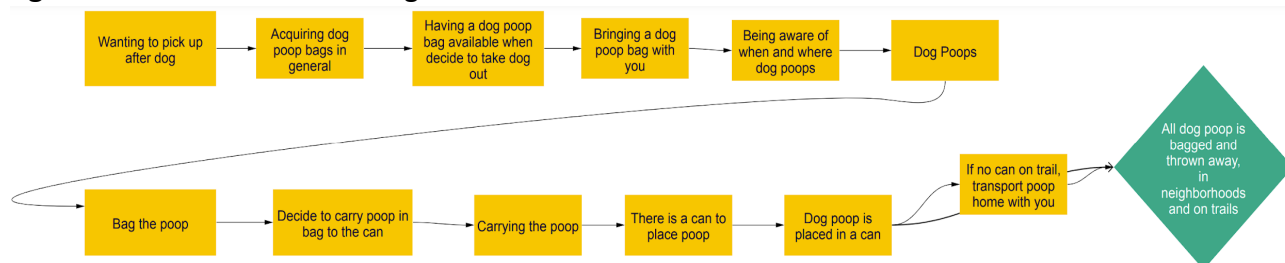 Wanting to pick up
after dog
Acquiring dog
poop bags in
general
Having a dog poop
bag available when
decide to take dog
out
Bringing a dog
poop bag with
you
Being aware of
when and where
dog poops
Dog Poops
Bag the poop
Decide to carry poop in
bag to the can
Carrying the poop
There is a can to
place poop
Dog poop is
placed in a can
If no can on trail,
transport poop
home with you
All dog poop is
bagged and
thrown away,
in
neighborhoods
and on trails